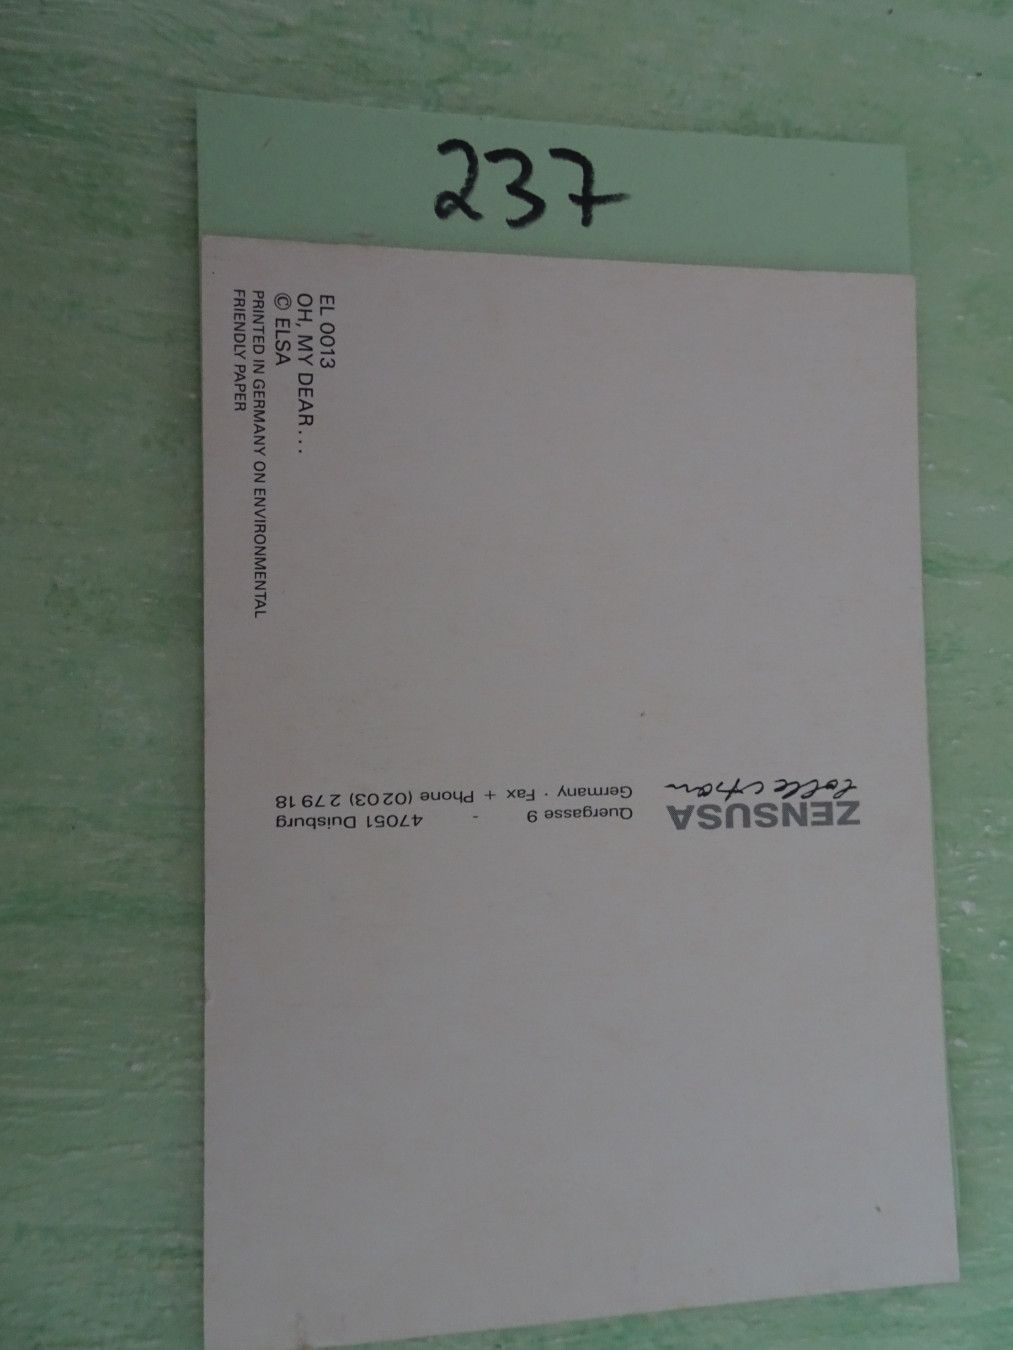 237
EL 0013
OH, MY DEAR...
© ELSA
PRINTED IN GERMANY ON ENVIRONMENTAL
FRIENDLY PAPER
ZENSUSA
collection
Quergasse 9 - 47051 Duisburg
Germany · Fax + Phone (0203) 2 79 18